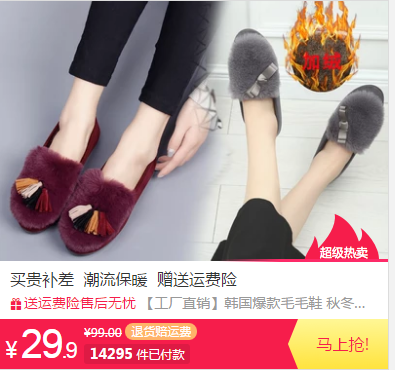 加绒
超级热卖
买贵补差 潮流保暖 赠送运费险
送运费险售后无忧 【工厂直销】韩国爆款毛毛鞋 秋冬...
¥29.9 ¥99.00 退货赔运费
14295 件已付款
马上抢!